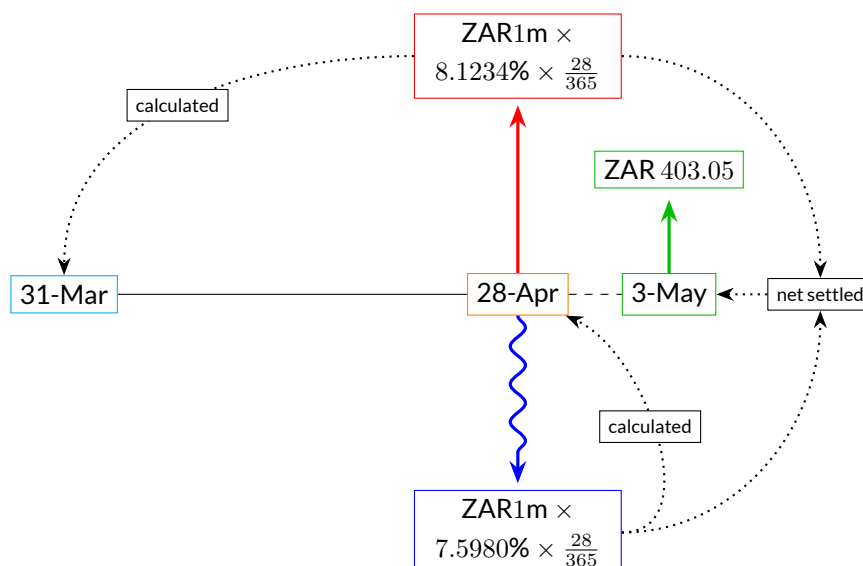 ZAR1m ×
8.1234% × 28/365
calculated
ZAR 403.05
31-Mar
28-Apr
3-May
net settled
calculated
ZAR1m ×
7.5980% × 28/365